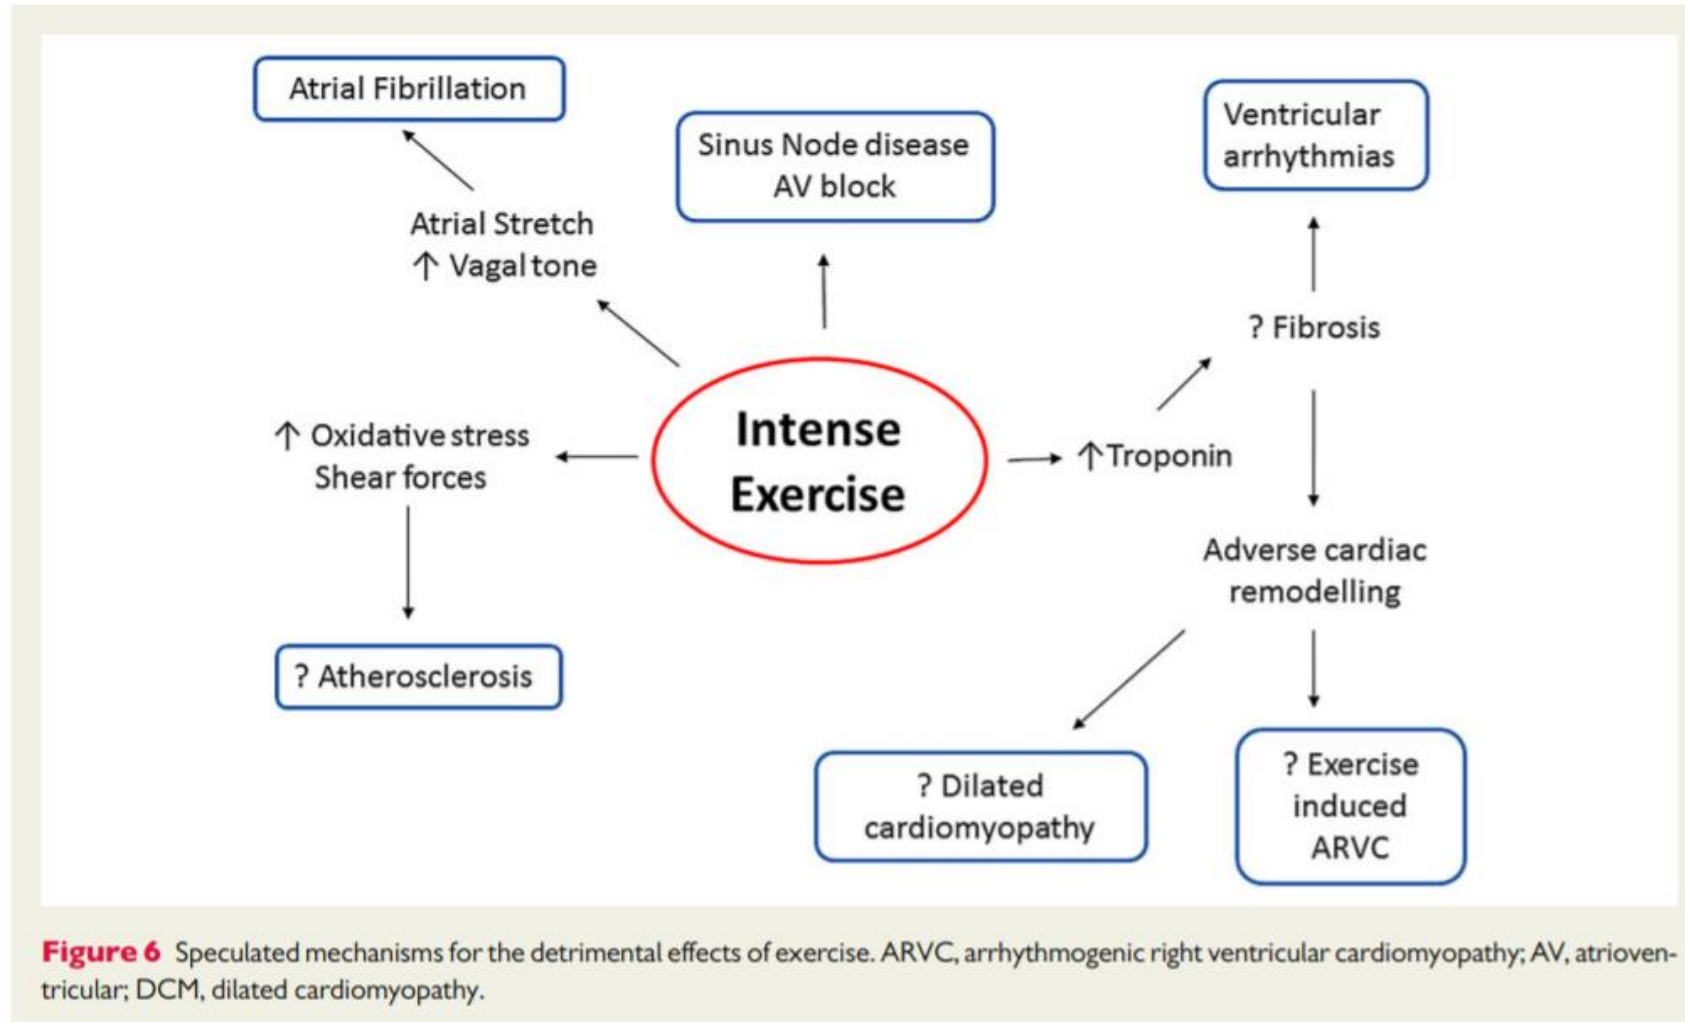 Atrial Fibrillation
Sinus Node disease
AV block
Ventricular
arrhythmias
Atrial Stretch
↑ Vagal tone
? Fibrosis
↑ Oxidative stress
Shear forces
Intense
Exercise
↑Troponin
Adverse cardiac
remodelling
? Atherosclerosis
? Dilated
cardiomyopathy
? Exercise
induced
ARVC
Figure 6 Speculated mechanisms for the detrimental effects of exercise. ARVC, arrhythmogenic right ventricular cardiomyopathy; AV, atrioven-
tricular; DCM, dilated cardiomyopathy.